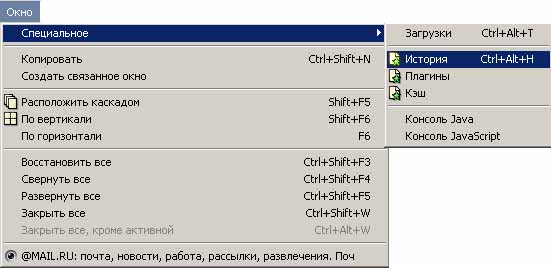 Окно
Специальное
Копировать Ctrl+Shift+N
Создать связанное окно
Расположить каскадом Shift+F5
По вертикали Shift+F6
По горизонтали F6
Восстановить все Ctrl+Shift+F3
Свернуть все Ctrl+Shift+F4
Развернуть все Ctrl+Shift+F5
Закрыть все Ctrl+Shift+W
Закрыть все, кроме активной Ctrl+Alt+W
@MAIL.RU: почта, новости, работа, рассылки, развлечения. Поч
Загрузки Ctrl+Alt+T
История Ctrl+Alt+H
Плагины
Кэш
Консоль Java
Консоль JavaScript